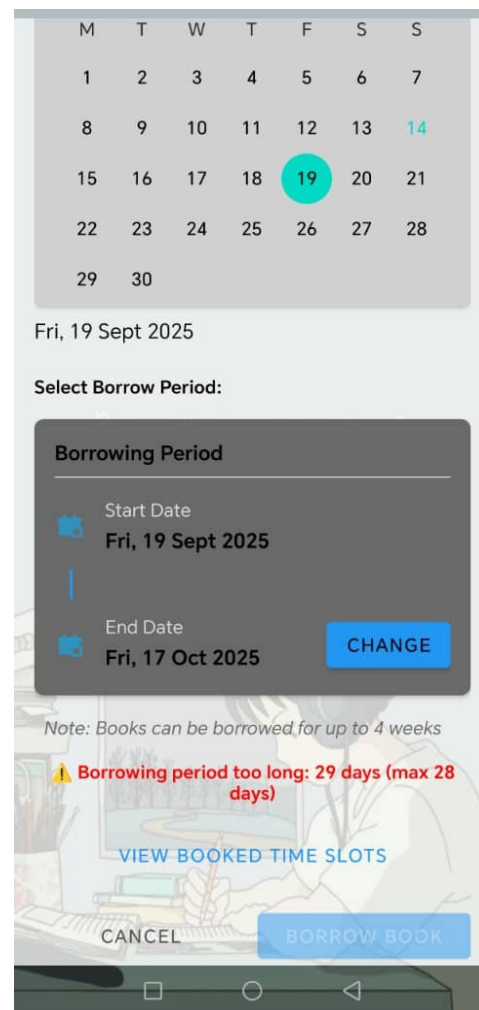 M T W T F S S
1 2 3 4 5 6 7
8 9 10 11 12 13 14
15 16 17 18 19 20 21
22 23 24 25 26 27 28
29 30
Fri, 19 Sept 2025
Select Borrow Period:
Borrowing Period
Start Date
Fri, 19 Sept 2025
End Date
Fri, 17 Oct 2025
CHANGE
Note: Books can be borrowed for up to 4 weeks
⚠️ Borrowing period too long: 29 days (max 28
days)
VIEW BOOKED TIME SLOTS
CANCEL
BORROW BOOK